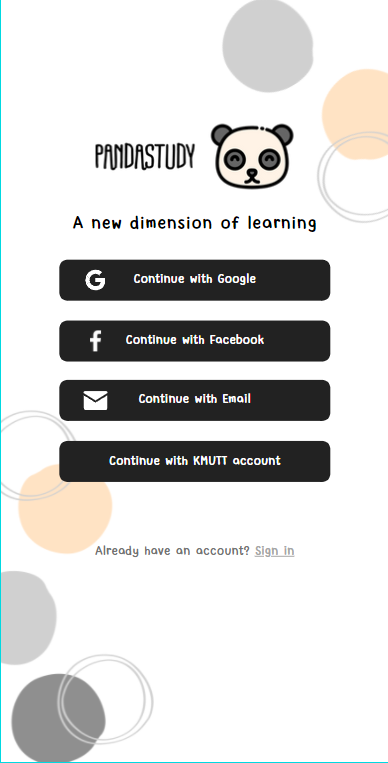 PANDASTUDY
A new dimension of learning
Continue with Google
Continue with Facebook
Continue with Email
Continue with KMUTT account
Already have an account? Sign in